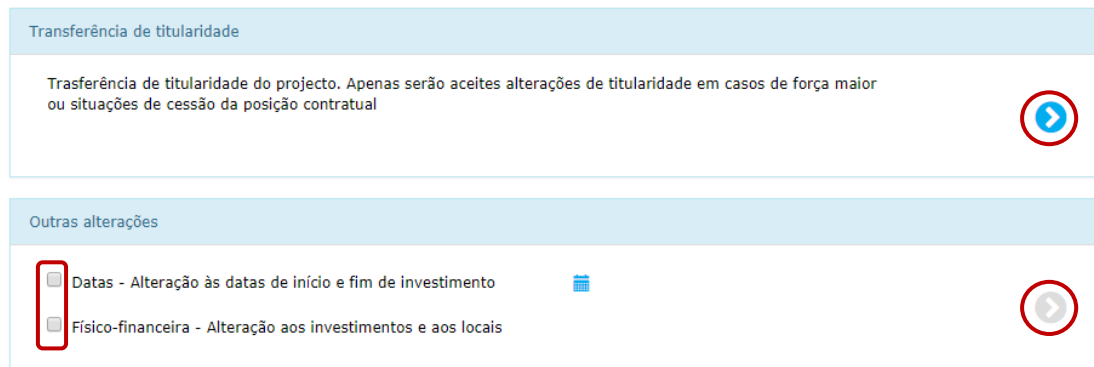 Transferência de titularidade
Trasferência de titularidade do projecto. Apenas serão aceites alterações de titularidade em casos de força maior
ou situações de cessão da posição contratual
Outras alterações
Datas - Alteração às datas de início e fim de investimento
Físico-financeira - Alteração aos investimentos e aos locais